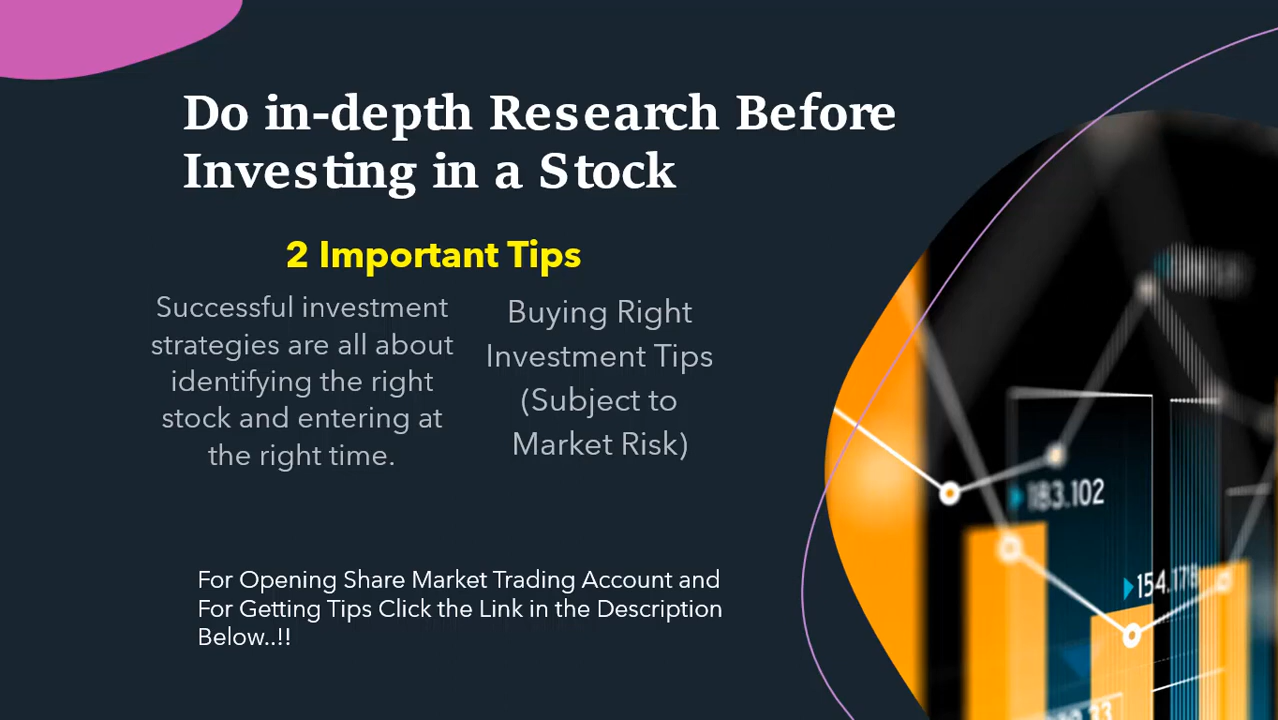 Do in-depth Research Before
Investing in a Stock
2 Important Tips
Successful investment
strategies are all about
identifying the right
stock and entering at
the right time.
Buying Right
Investment Tips
(Subject to
Market Risk)
183.102
154.178
For Opening Share Market Trading Account and
For Getting Tips Click the Link in the Description
Below..!!